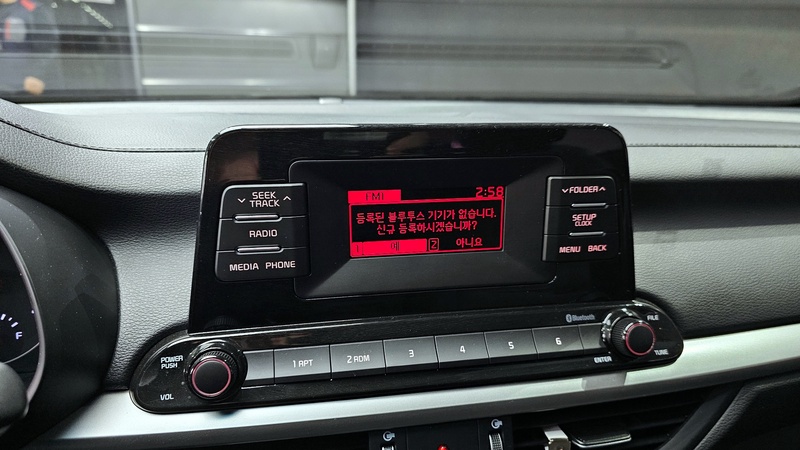 FM1
2:58
등록된 블루투스 기기가 없습니다.
신규 등록하시겠습니까?
1 예 2 아니요
SEEK
TRACK
RADIO
MEDIA PHONE
FOLDER
SETUP
CLOCK
MENU BACK
Bluetooth
POWER
PUSH
VOL
1 RPT
2 RDM
3
4
5
6
ENTER
FILE
TUNE
F